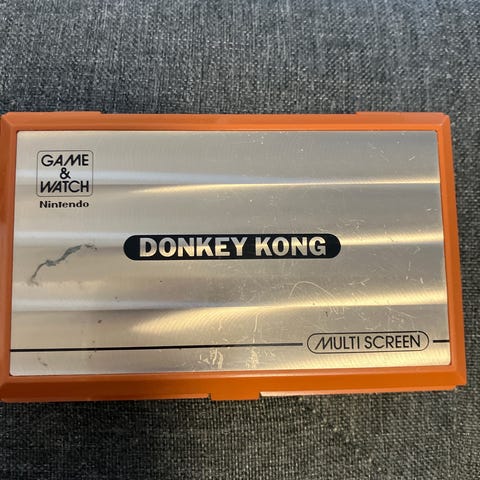 GAME
&
WATCH
Nintendo
DONKEY KONG
MULTI SCREEN